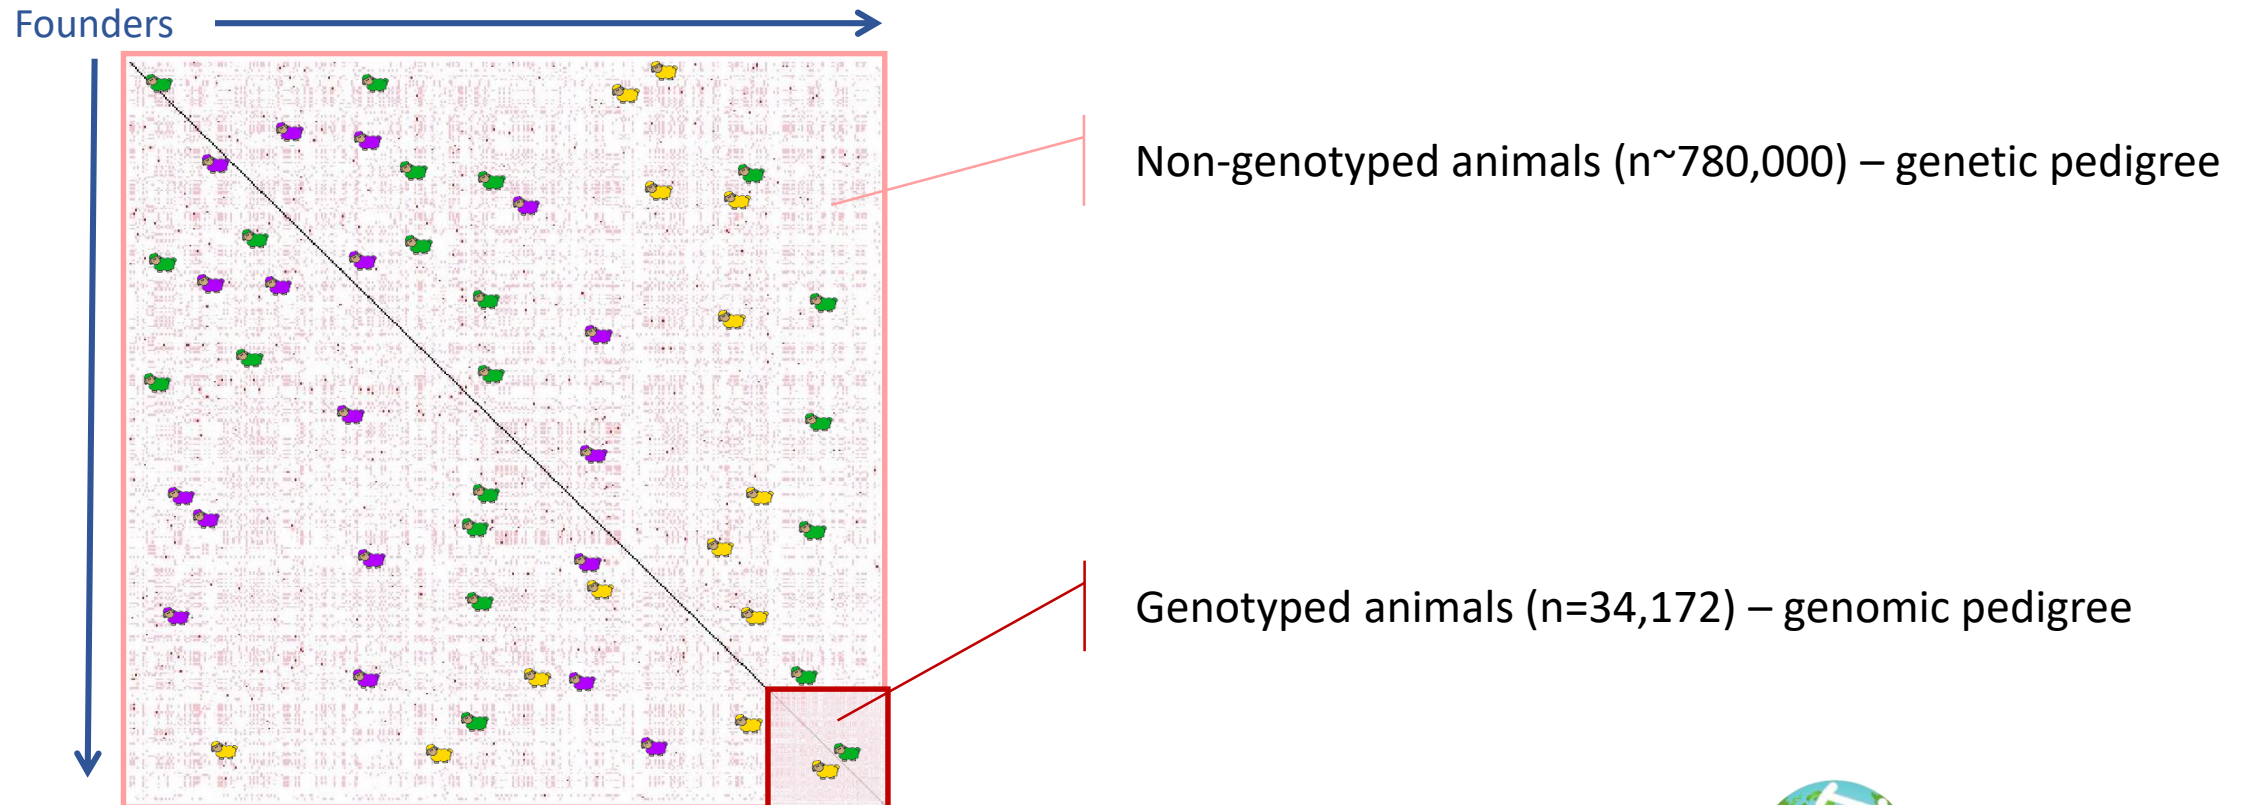 Founders
Non-genotyped animals (n~780,000) – genetic pedigree
Genotyped animals (n=34,172) – genomic pedigree